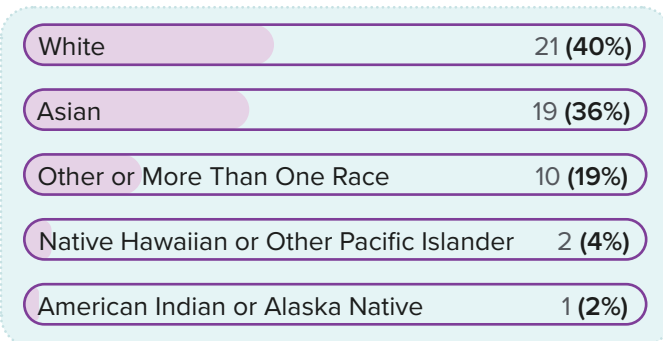 White 21 (40%)
Asian 19 (36%)
Other or More Than One Race 10 (19%)
Native Hawaiian or Other Pacific Islander 2 (4%)
American Indian or Alaska Native 1 (2%)